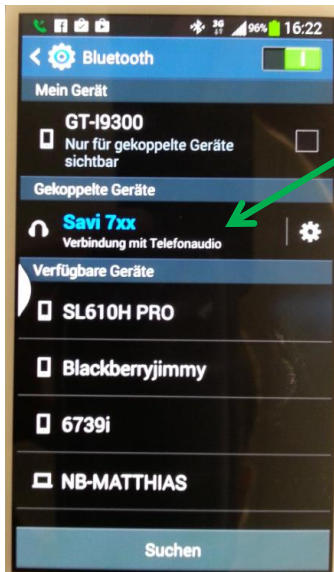 3G
96% 16:22
Bluetooth
Mein Gerät
GT-I9300
Nur für gekoppelte Geräte
sichtbar
Gekoppelte Geräte
Savi 7xx
Verbindung mit Telefonaudio
Verfügbare Geräte
SL610H PRO
Blackberryjimmy
6739i
NB-MATTHIAS
Suchen